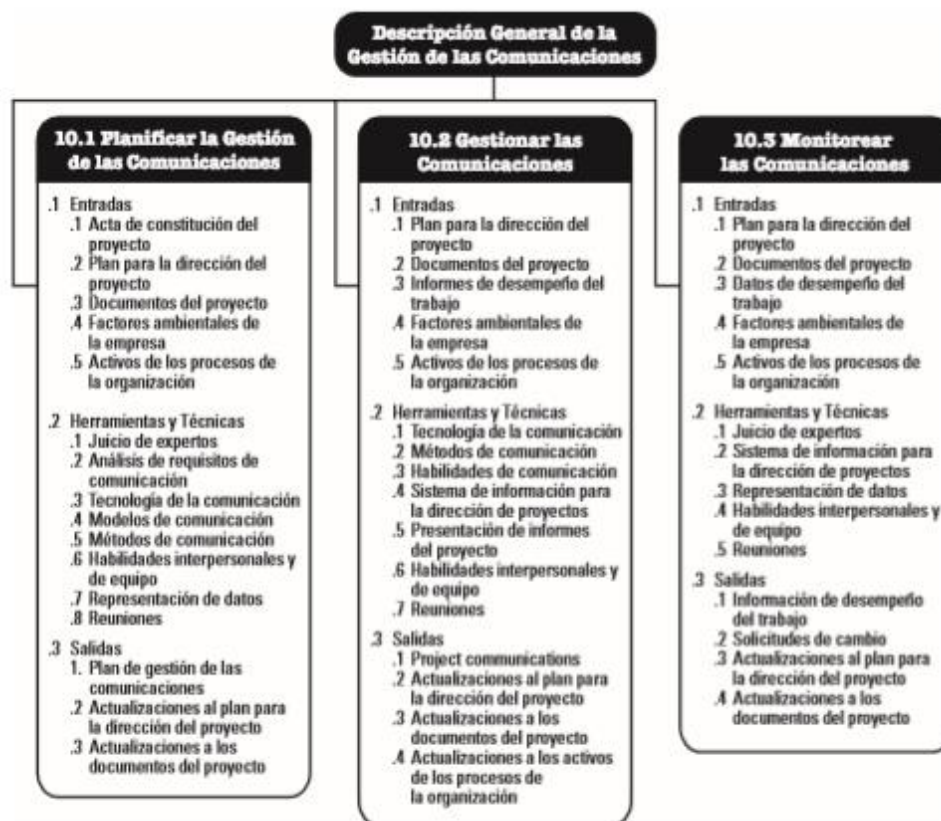 Descripción General de la
Gestión de las Comunicaciones
10.1 Planificar la Gestión
de las Comunicaciones
.1 Entradas
.1 Acta de constitución del
proyecto
.2 Plan para la dirección del
proyecto
.3 Documentos del proyecto
.4 Factores ambientales de
la empresa
.5 Activos de los procesos de
la organización
.2 Herramientas y Técnicas
.1 Juicio de expertos
.2 Análisis de requisitos de
comunicación
.3 Tecnología de la comunicación
.4 Modelos de comunicación
.5 Métodos de comunicación
.6 Habilidades interpersonales y
de equipo
.7 Representación de datos
.8 Reuniones
.3 Salidas
1. Plan de gestión de las
comunicaciones
.2 Actualizaciones al plan para
la dirección del proyecto
.3 Actualizaciones a los
documentos del proyecto
10.2 Gestionar las
Comunicaciones
.1 Entradas
.1 Plan para la dirección del
proyecto
.2 Documentos del proyecto
.3 Informes de desempeño del
trabajo
.4 Factores ambientales de
la empresa
.5 Activos de los procesos de
la organización
.2 Herramientas y Técnicas
.1 Tecnología de la comunicación
.2 Métodos de comunicación
.3 Habilidades de comunicación
.4 Sistema de información para
la dirección de proyectos
.5 Presentación de informes
del proyecto
.6 Habilidades interpersonales y
de equipo
.7 Reuniones
.3 Salidas
.1 Project communications
.2 Actualizaciones al plan para
la dirección del proyecto
.3 Actualizaciones a los
documentos del proyecto
.4 Actualizaciones a los activos
de los procesos de
la organización
10.3 Monitorear
las Comunicaciones
.1 Entradas
.1 Plan para la dirección del
proyecto
.2 Documentos del proyecto
.3 Datos de desempeño del
trabajo
.4 Factores ambientales de
la empresa
.5 Activos de los procesos de
la organización
.2 Herramientas y Técnicas
.1 Juicio de expertos
.2 Sistema de información para
la dirección de proyectos
.3 Representación de datos
.4 Habilidades interpersonales y
de equipo
.5 Reuniones
.3 Salidas
.1 Información de desempeño
del trabajo
.2 Solicitudes de cambio
.3 Actualizaciones al plan para
la dirección del proyecto
.4 Actualizaciones a los
documentos del proyecto